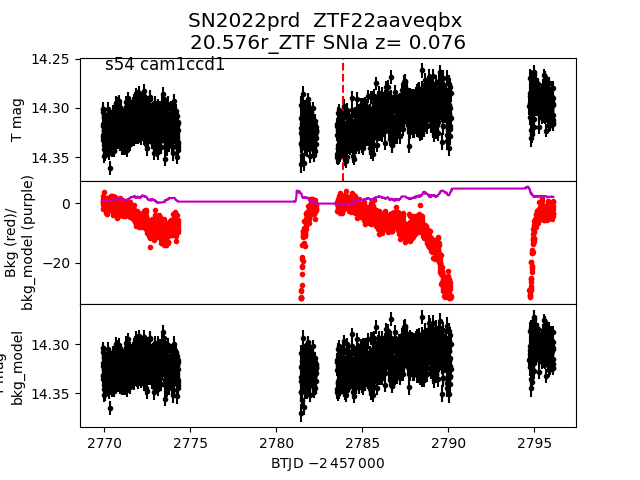 SN2022prd  ZTF22aaveqbx
20.576r_ZTF SNIa z= 0.076
s54 cam1ccd1
14.25
14.30
14.35
T mag
0
−20
Bkg (red)/
bkg_model (purple)
14.30
14.35
mag
bkg_model
2770
2775
2780
2785
2790
2795
BTJD −2 457 000